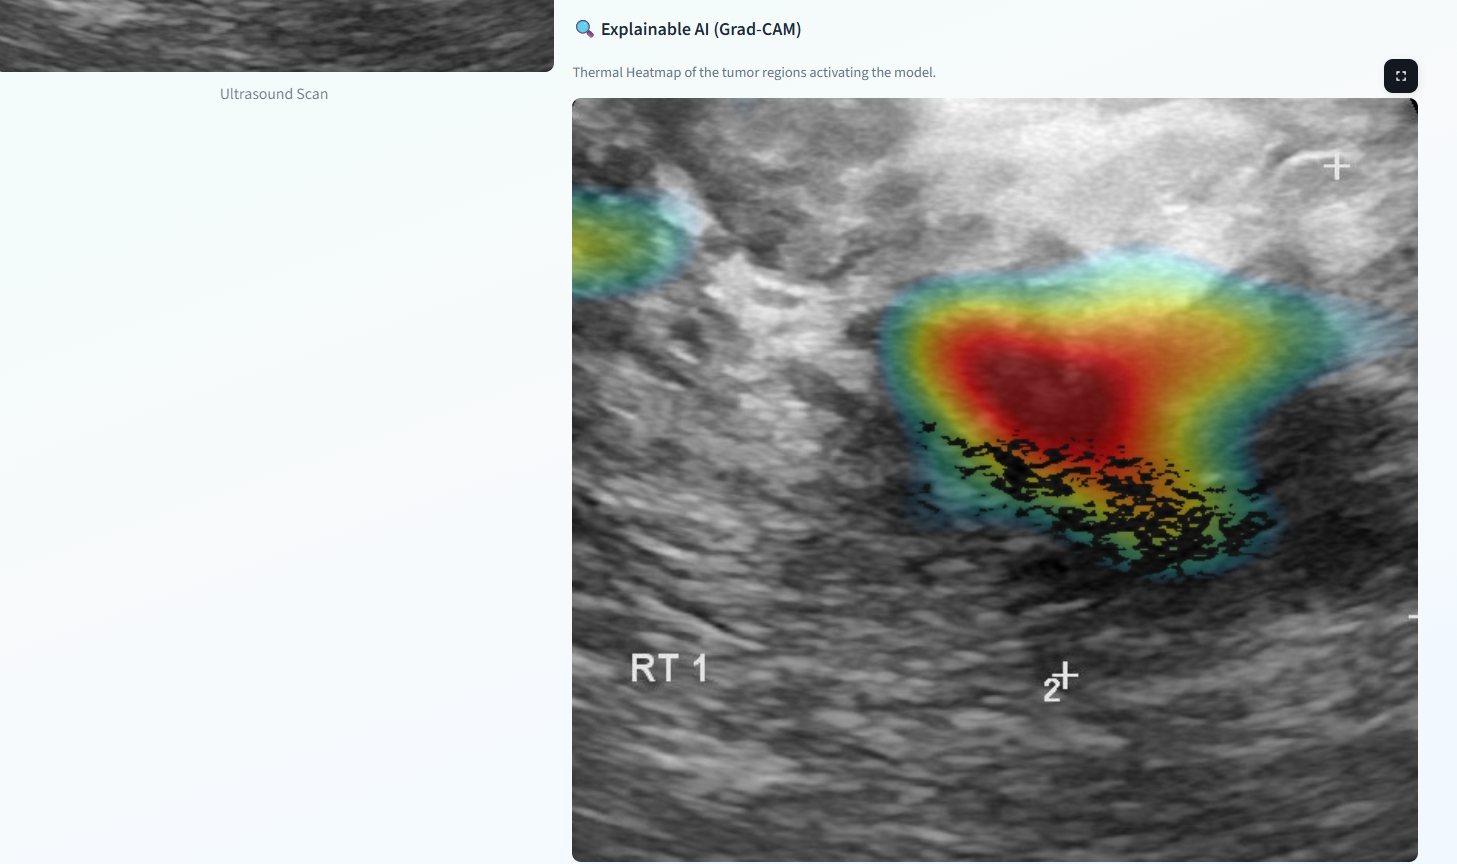 Explainable AI (Grad-CAM)
Thermal Heatmap of the tumor regions activating the model.
Ultrasound Scan
RT 1
2